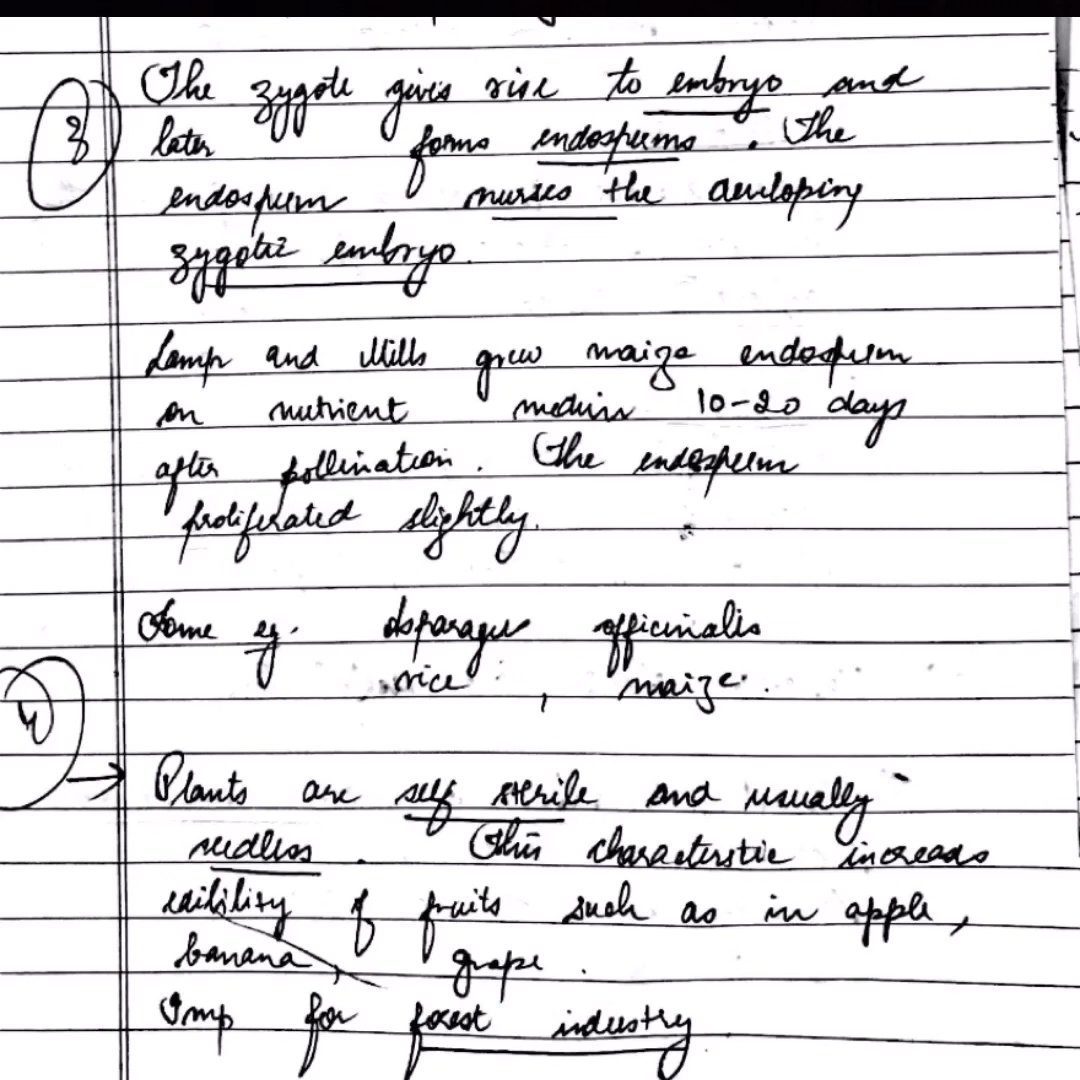 3 The zygote gives rise to embryo and
later forms endosperms . The
endosperm nurses the developing
zygotic embryo.
Lamp and Mills grew maize endosperm
on nutrient medium 10-20 days
after pollination . The endosperm
proliferated slightly.
Some eg. Asparagus officinalis
rice , maize.
4
→ Plants are self sterile and usually
seedless . This characterstic increases
edibility of fruits such as in apple,
banana, grape .
Imp for forest industry.